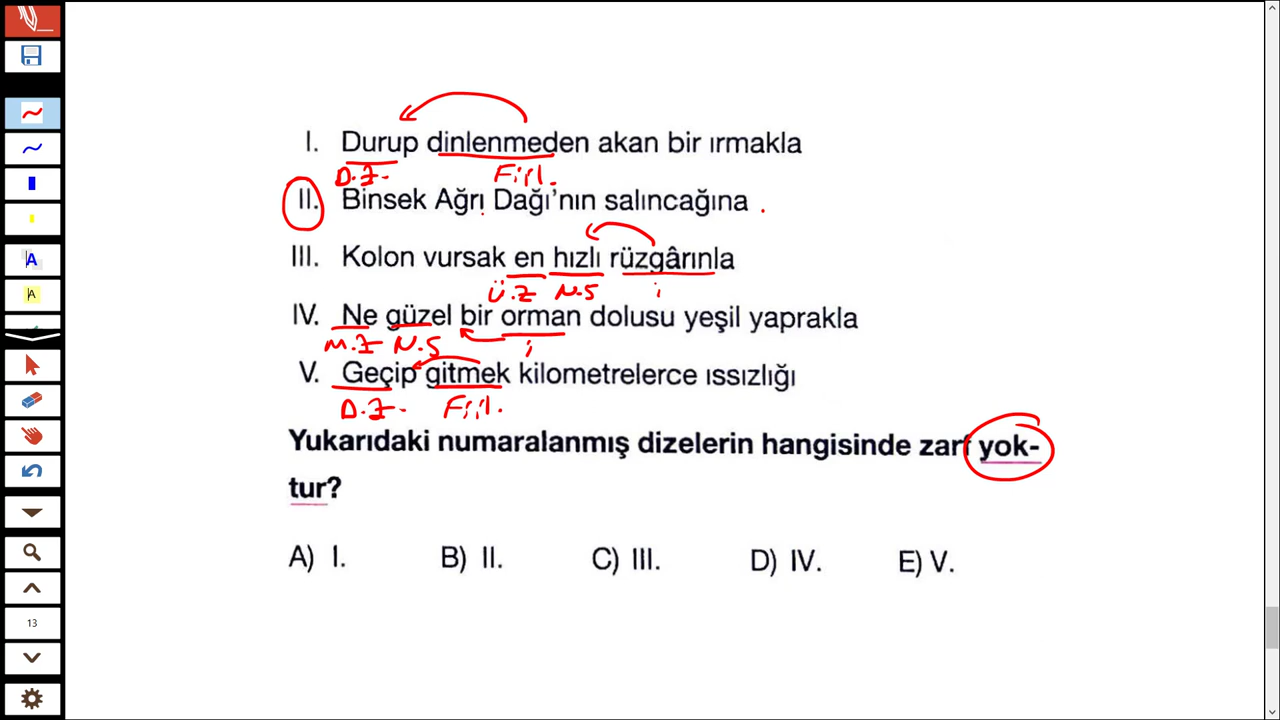 I. Durup dinlenmeden akan bir ırmakla
D.Z. Fiil.
II. Binsek Ağrı Dağı’nın salıncağına
III. Kolon vursak en hızlı rüzgârınla
Ü.Z N.S i
IV. Ne güzel bir orman dolusu yeşil yaprakla
M.Z N.S i
V. Geçip gitmek kilometrelerce ıssızlığı
D.Z. Fiil.
Yukarıdaki numaralanmış dizelerin hangisinde zarf yok-
tur?
A) I. B) II. C) III. D) IV. E) V.
A
A
13